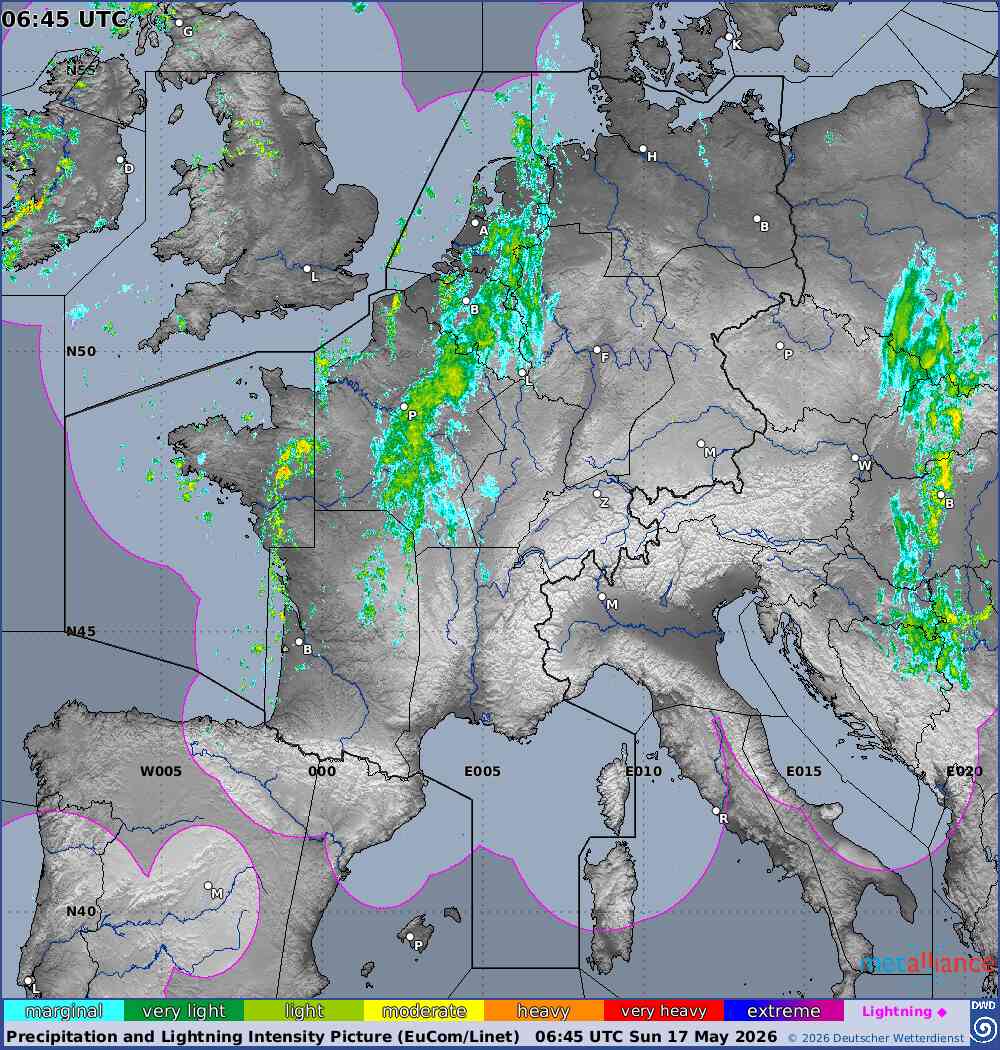 06:45 UTC
G
K
N55
D
H
A
B
L
B
N50
F
P
L
P
M
W
Z
B
M
N45
B
W005
000
E005
E010
E015
E020
R
M
N40
P
metalliance
L
marginal
very light
light
moderate
heavy
very heavy
extreme
Lightning ◆
DWD
Precipitation and Lightning Intensity Picture (EuCom/Linet) 06:45 UTC Sun 17 May 2026 © 2026 Deutscher Wetterdienst